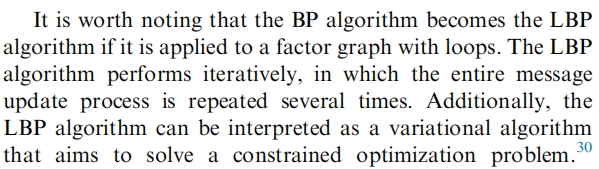 It is worth noting that the BP algorithm becomes the LBP
algorithm if it is applied to a factor graph with loops. The LBP
algorithm performs iteratively, in which the entire message
update process is repeated several times. Additionally, the
LBP algorithm can be interpreted as a variational algorithm
that aims to solve a constrained optimization problem.30